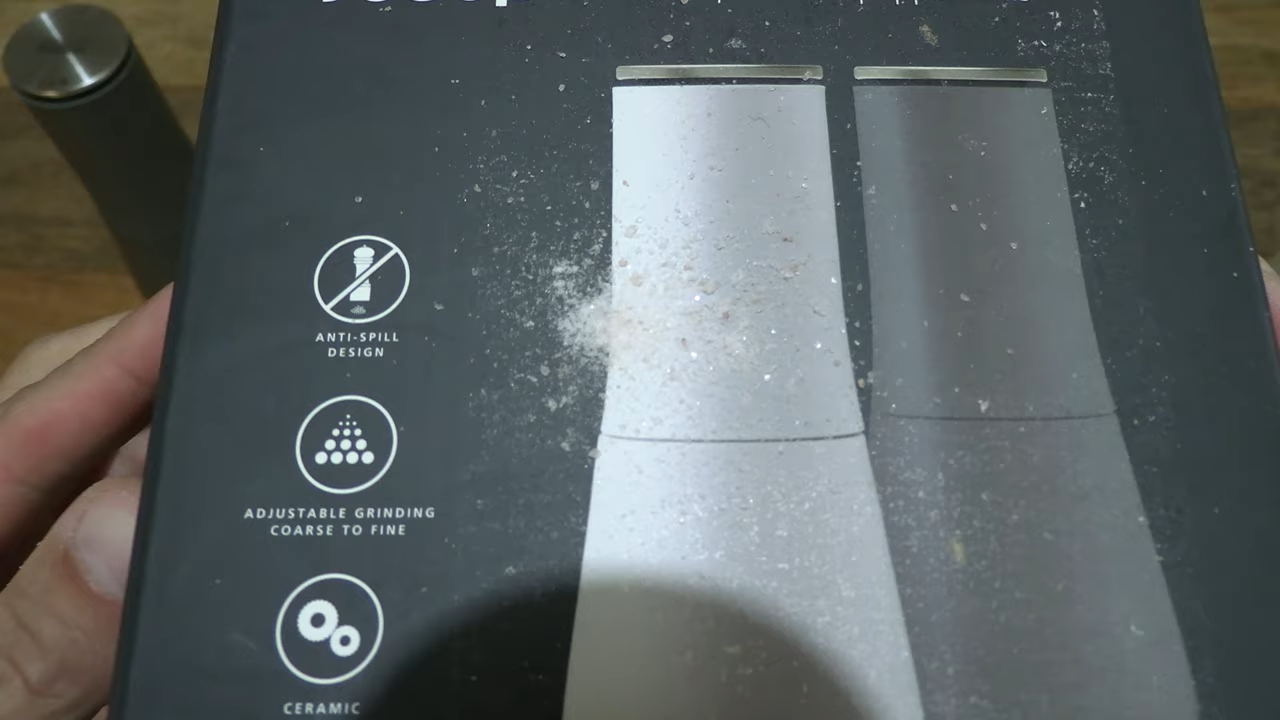 ANTI-SPILL
DESIGN
ADJUSTABLE GRINDING
COARSE TO FINE
CERAMIC